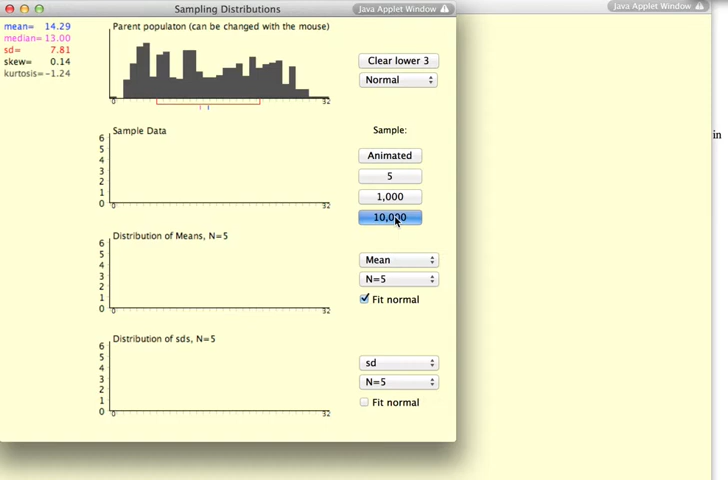 Sampling Distributions
Java Applet Window
Java Applet Window
mean= 14.29
median= 13.00
sd= 7.81
skew= 0.14
kurtosis=-1.24
Parent populaton (can be changed with the mouse)
0 32
Clear lower 3
Normal
Sample:
Animated
5
1,000
10,000
Sample Data
6
5
4
3
2
1
0
0 32
Distribution of Means, N=5
6
5
4
3
2
1
0
0 32
Mean
N=5
Fit normal
Distribution of sds, N=5
6
5
4
3
2
1
0
0 32
sd
N=5
Fit normal
in